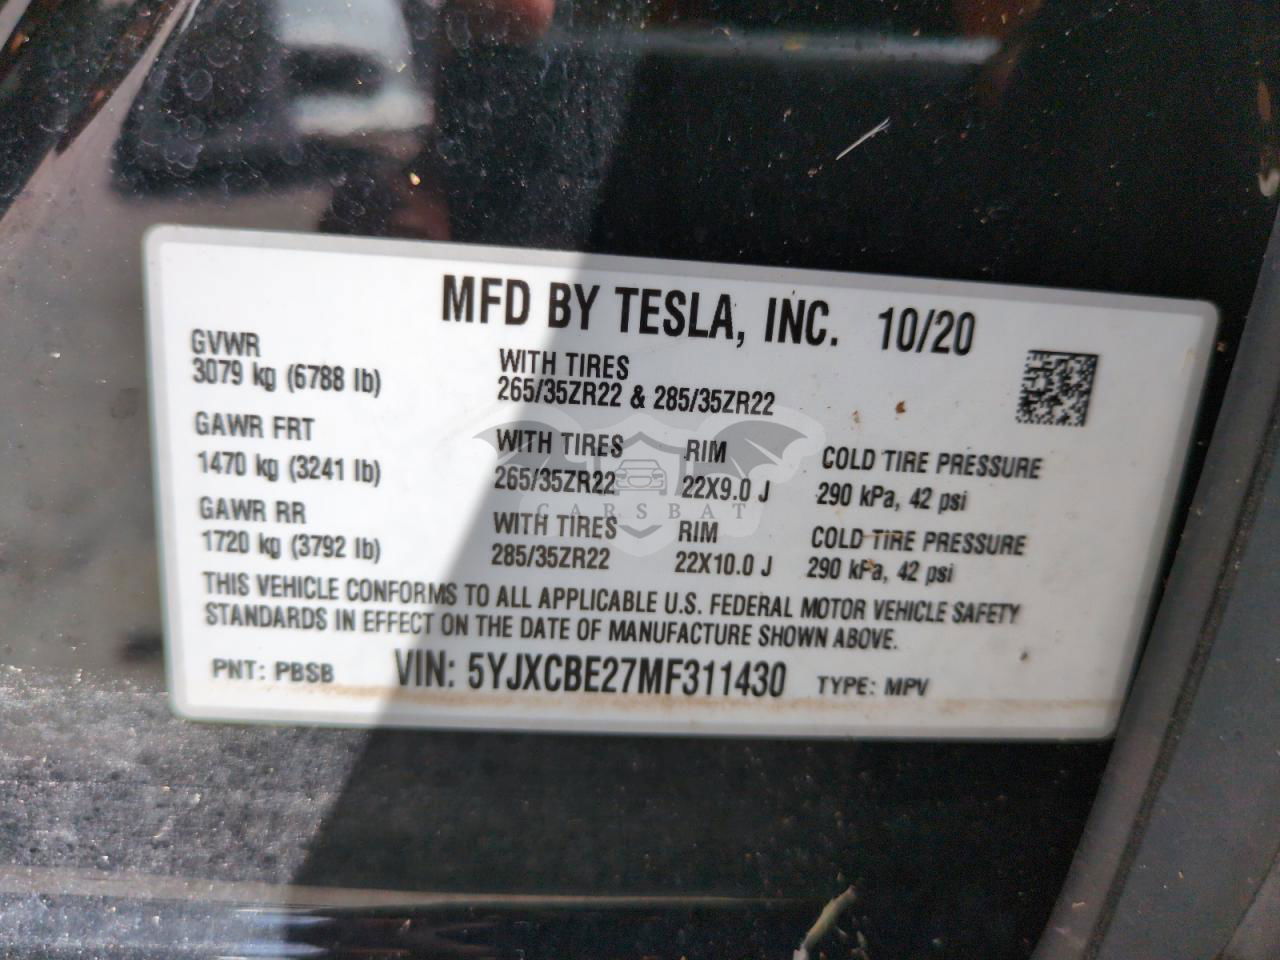 MFD BY TESLA, INC. 10/20
GVWR
3079 kg (6788 lb)
WITH TIRES
265/35ZR22 & 285/35ZR22
GAWR FRT
1470 kg (3241 lb)
WITH TIRES
265/35ZR22
RIM
22X9.0 J
COLD TIRE PRESSURE
290 kPa, 42 psi
GAWR RR
1720 kg (3792 lb)
WITH TIRES
285/35ZR22
RIM
22X10.0 J
COLD TIRE PRESSURE
290 kPa, 42 psi
THIS VEHICLE CONFORMS TO ALL APPLICABLE U.S. FEDERAL MOTOR VEHICLE SAFETY
STANDARDS IN EFFECT ON THE DATE OF MANUFACTURE SHOWN ABOVE.
PNT: PBSB VIN: 5YJXCBE27MF311430 TYPE: MPV
CARSBAT